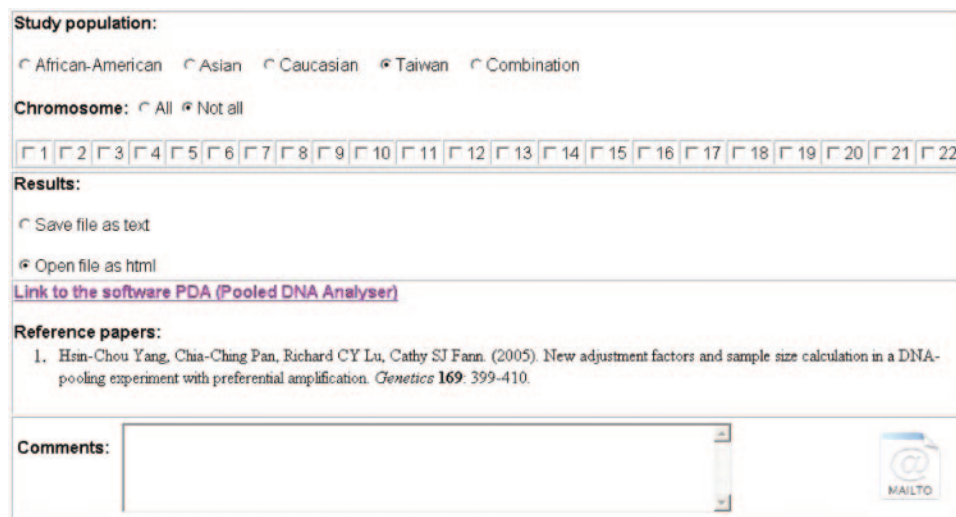 Study population:
African-American Asian Caucasian Taiwan Combination
Chromosome: All Not all
1 2 3 4 5 6 7 8 9 10 11 12 13 14 15 16 17 18 19 20 21 22
Results:
Save file as text
Open file as html
Link to the software PDA (Pooled DNA Analyser)
Reference papers:
1. Hsin-Chou Yang, Chia-Ching Pan, Richard CY Lu, Cathy SJ Fann. (2005). New adjustment factors and sample size calculation in a DNA-
pooling experiment with preferential amplification. Genetics 169: 399-410.
Comments:
@
MAILTO